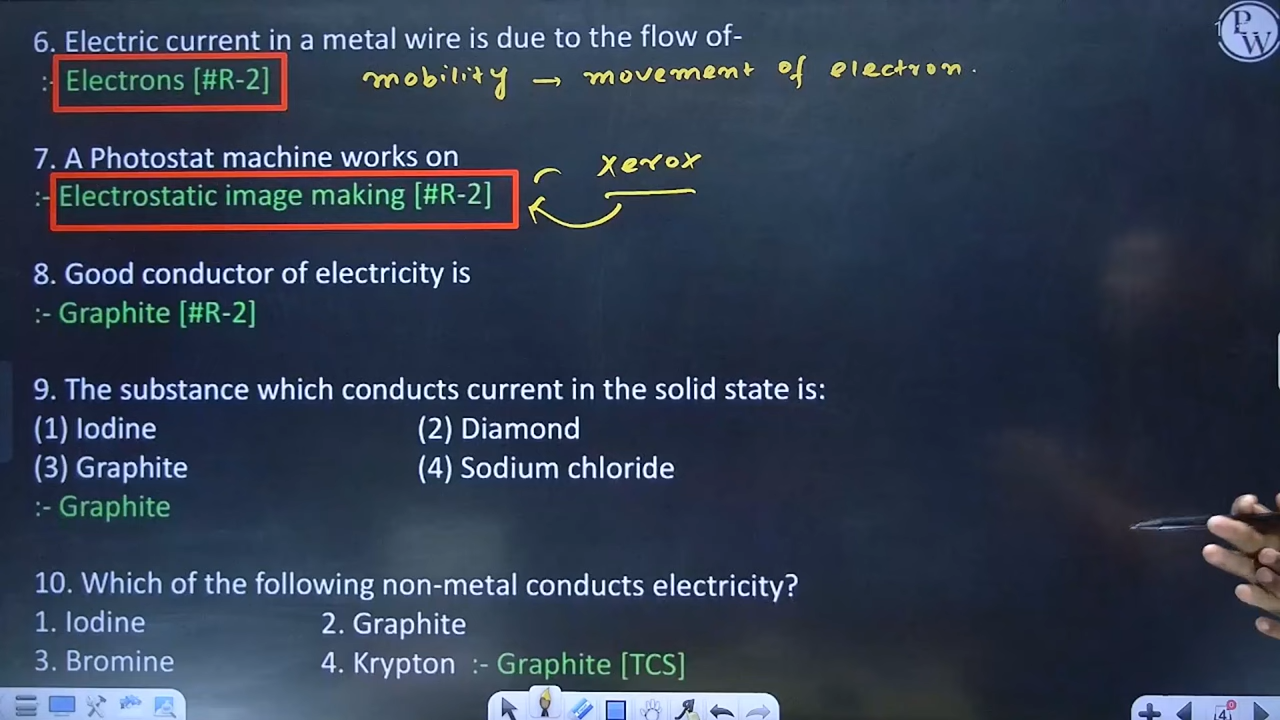 6. Electric current in a metal wire is due to the flow of-
:- Electrons [#R-2] mobility → movement of electron.
7. A Photostat machine works on
xerox
:- Electrostatic image making [#R-2]
8. Good conductor of electricity is
:- Graphite [#R-2]
9. The substance which conducts current in the solid state is:
(1) Iodine (2) Diamond
(3) Graphite (4) Sodium chloride
:- Graphite
10. Which of the following non-metal conducts electricity?
1. Iodine 2. Graphite
3. Bromine 4. Krypton :- Graphite [TCS]
PW